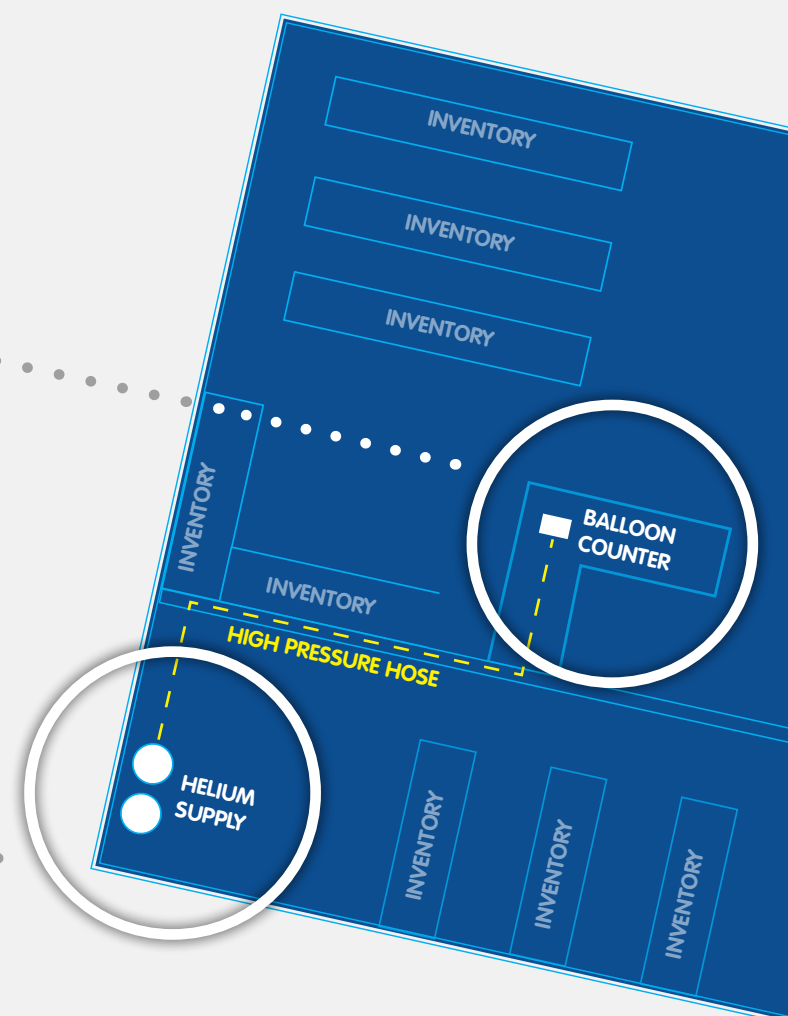 INVENTORY
INVENTORY
INVENTORY
INVENTORY
BALLOON
COUNTER
INVENTORY
HIGH PRESSURE HOSE
HELIUM
SUPPLY
INVENTORY
INVENTORY
INVENTORY